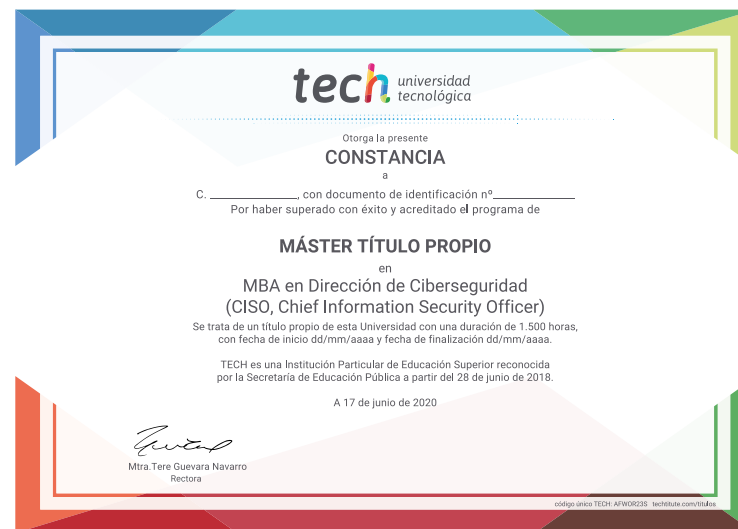 tech universidad
tecnológica
Otorga la presente
CONSTANCIA
a
C. ______________, con documento de identificación nº______________
Por haber superado con éxito y acreditado el programa de
MÁSTER TÍTULO PROPIO
en
MBA en Dirección de Ciberseguridad
(CISO, Chief Information Security Officer)
Se trata de un título propio de esta Universidad con una duración de 1.500 horas,
con fecha de inicio dd/mm/aaaa y fecha de finalización dd/mm/aaaa.
TECH es una Institución Particular de Educación Superior reconocida
por la Secretaría de Educación Pública a partir del 28 de junio de 2018.
A 17 de junio de 2020
Mtra.Tere Guevara Navarro
Rectora
código único TECH: AFWOR23S techtitute.com/titulos